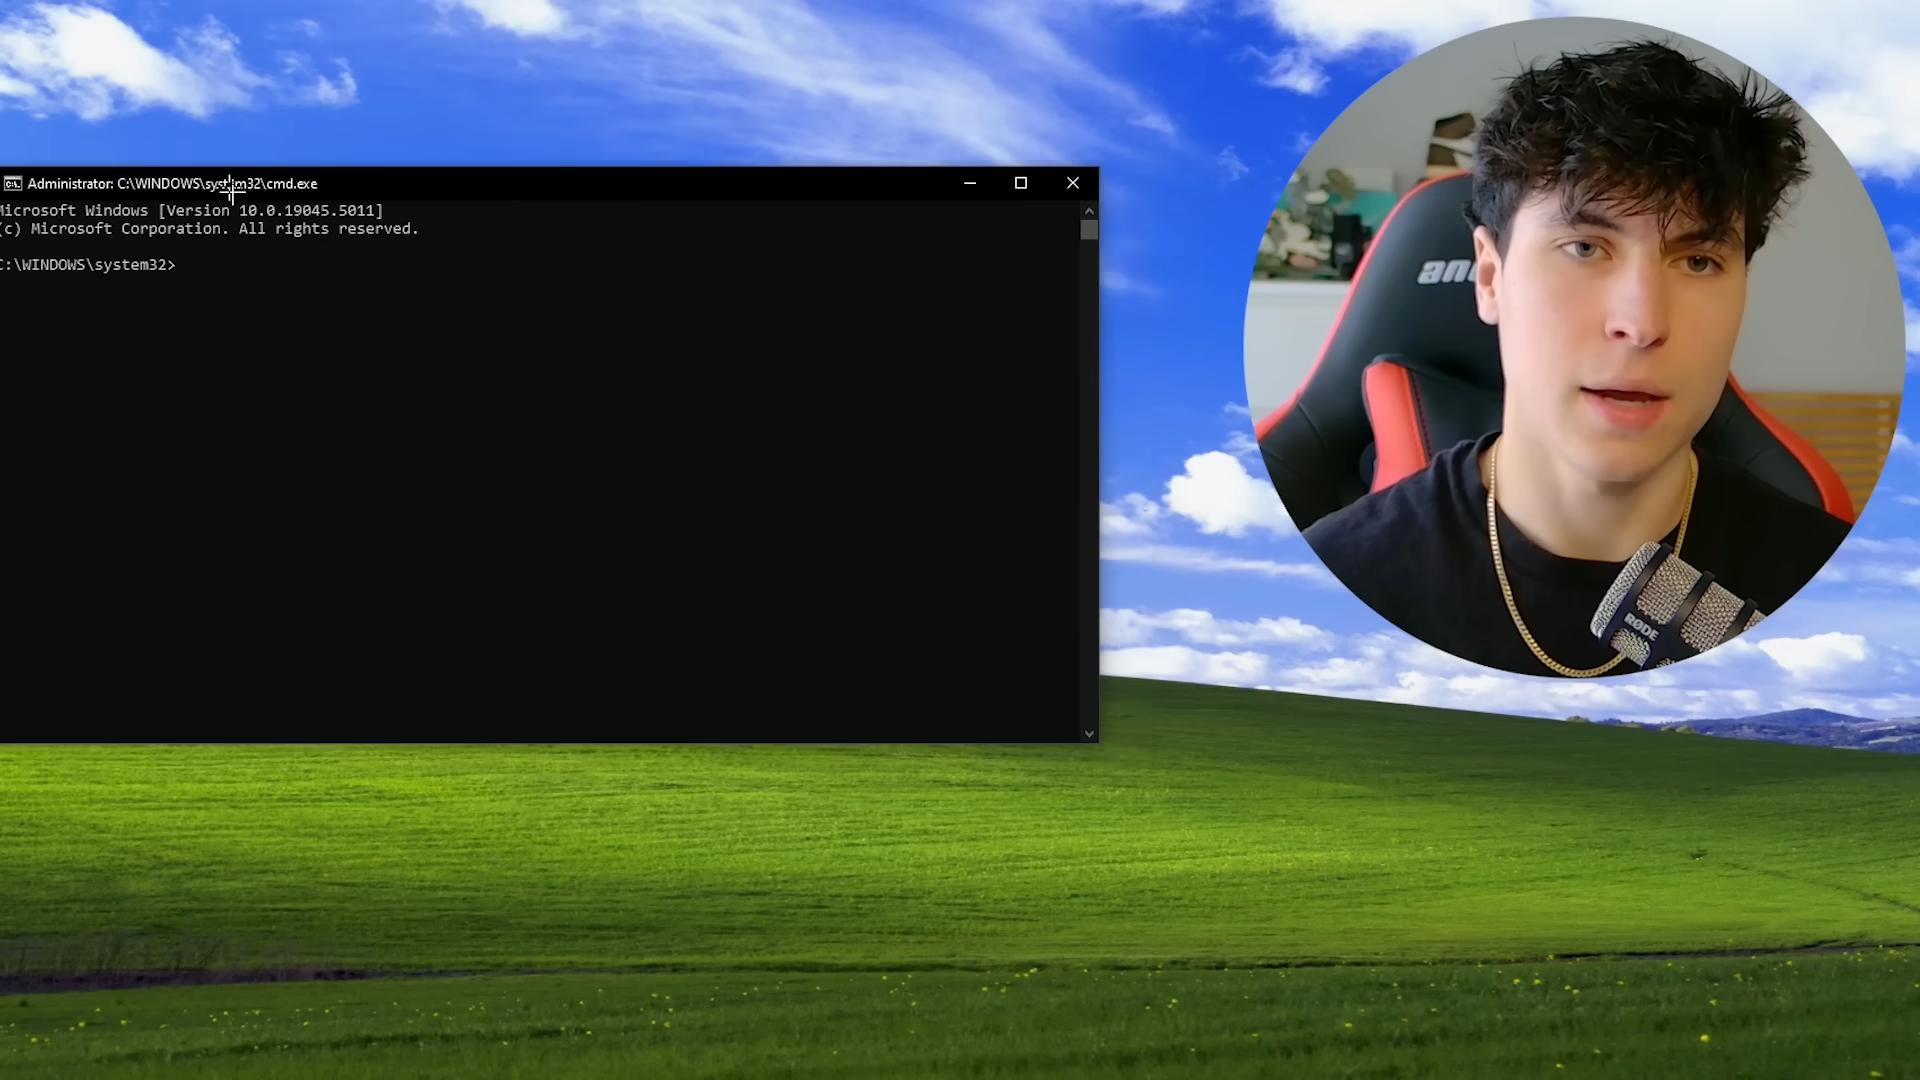 Administrator: C:\WINDOWS\system32\cmd.exe
Microsoft Windows [Version 10.0.19045.5011]
(c) Microsoft Corporation. All rights reserved.
C:\WINDOWS\system32>
RØDE